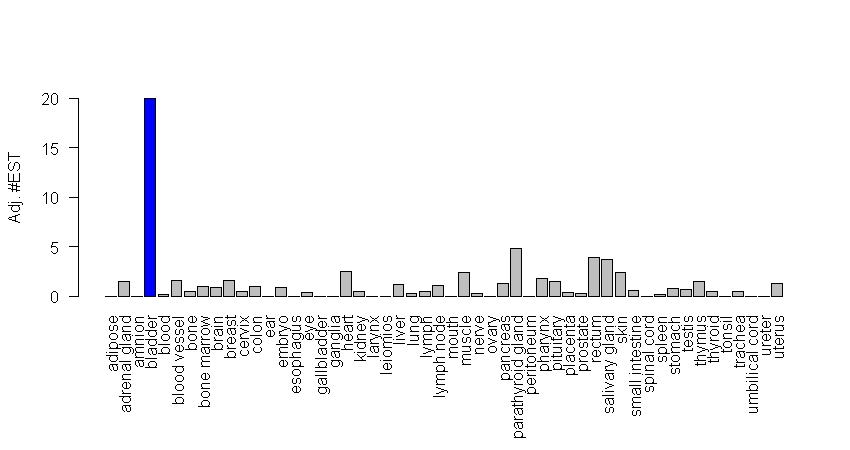 Adj. #EST
20
15
10
5
0
adipose
adrenal gland
amnion
bladder
blood
blood vessel
bone
bone marrow
brain
breast
cervix
colon
ear
embryo
esophagus
eye
gallbladder
ganglia
heart
kidney
larynx
leiomios
liver
lung
lymph
lymph node
mouth
muscle
nerve
ovary
pancreas
parathyroid gland
peritoneum
pharynx
pituitary
placenta
prostate
rectum
salivary gland
skin
small intestine
spinal cord
spleen
stomach
testis
thymus
thyroid
tonsil
trachea
umbilical cord
ureter
uterus